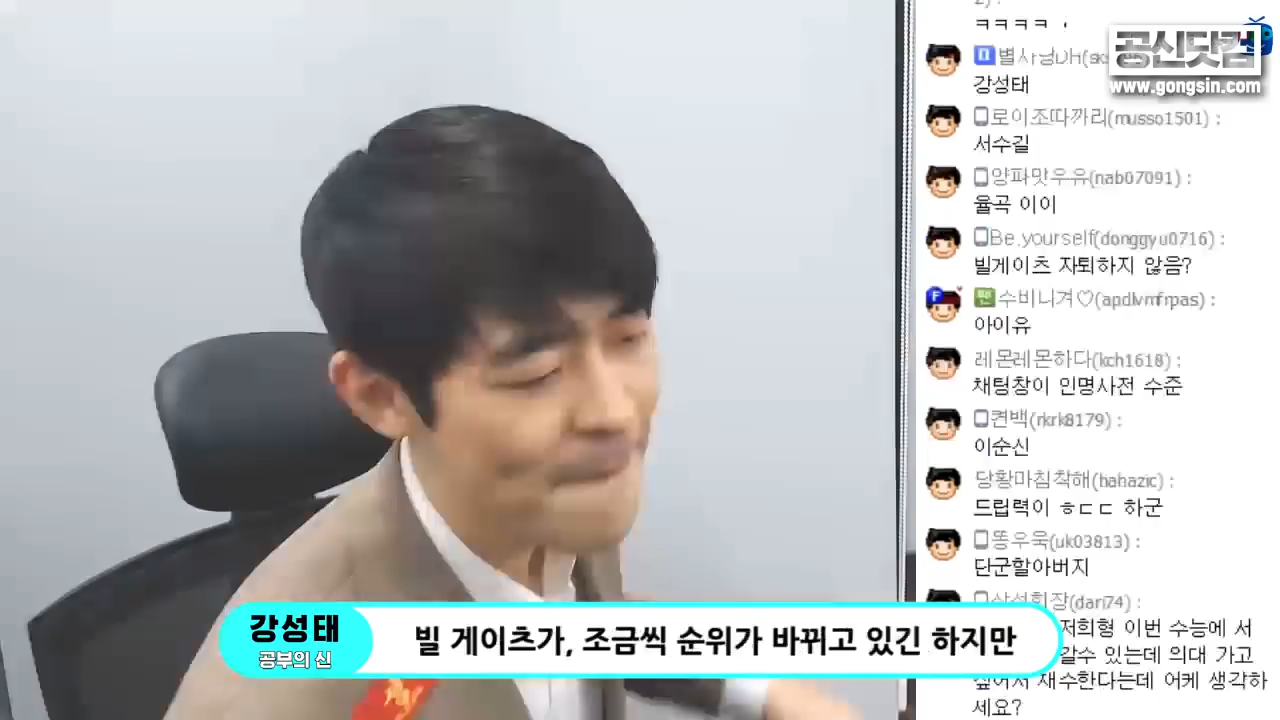 ㅋㅋㅋㅋ
공신닷컴
www.gongsin.com
강성태
로이조따까리(musso1501) :
서수길
양파맛우유(nab07091) :
율곡 이이
Be,yourself(donggyu0716) :
빌게이츠 자퇴하지 않음?
수비니겨♡(apdlvmfrpas) :
아이유
레몬레몬하다(kch1618) :
채팅창이 인명사전 수준
켠백(rkrk8179) :
이순신
당황마침착해(hahazic) :
드립력이 ㅎㄷㄷ 하군
똥우욱(uk03813) :
단군할아버지
삼성회장(dari74) :
저희형 이번 수능에 서
갈수 있는데 의대 가고
싶어서 재수한다는데 어케 생각하
세요?
강성태
공부의 신
빌 게이츠가, 조금씩 순위가 바뀌고 있긴 하지만